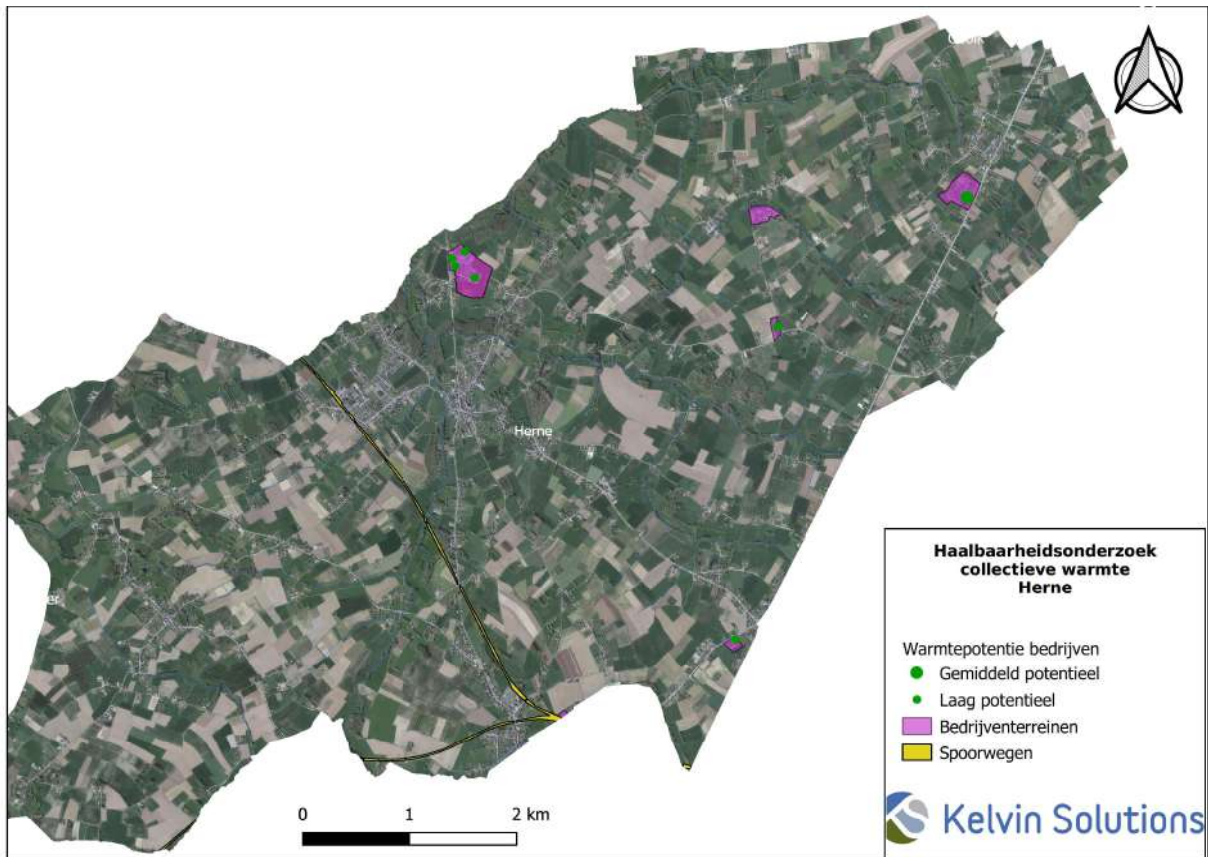 Herne
Haalbaarheidsonderzoek
collectieve warmte
Herne
Warmtepotentie bedrijven
Gemiddeld potentieel
Laag potentieel
Bedrijventerreinen
Spoorwegen
0 1 2 km
Kelvin Solutions